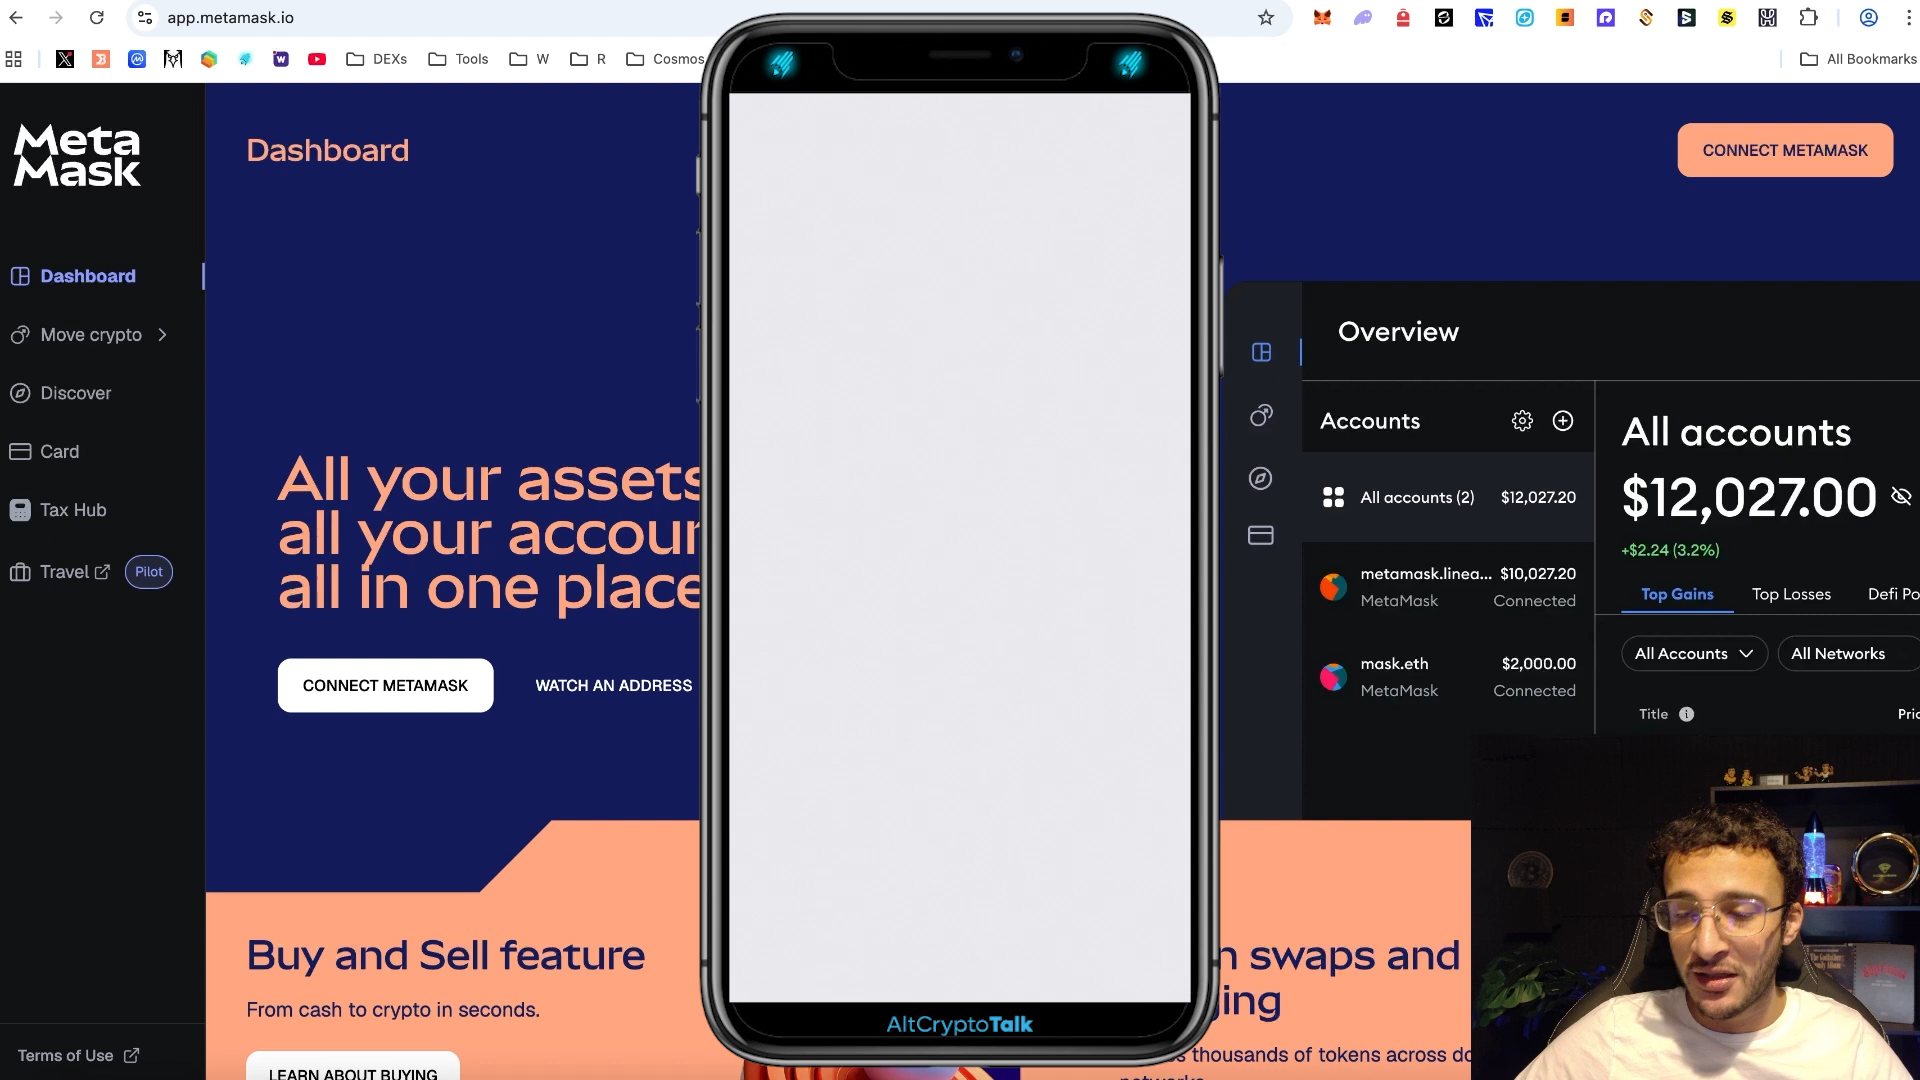 app.metamask.io
DEXs
Tools
W
R
Cosmos
All Bookmarks
Meta
Mask
Dashboard
Move crypto
Discover
Card
Tax Hub
Travel
Pilot
Terms of Use
Dashboard
CONNECT METAMASK
All your assets
all your accoun
all in one place
CONNECT METAMASK
WATCH AN ADDRESS
Overview
Accounts
All accounts (2) $12,027.20
metamask.linea... $10,027.20
MetaMask Connected
mask.eth $2,000.00
MetaMask Connected
All accounts
$12,027.00
+$2.24 (3.2%)
Top Gains
Top Losses
Defi Po
All Accounts
All Networks
Title
Pric
Buy and Sell feature
From cash to crypto in seconds.
LEARN ABOUT BUYING
n swaps and
ging
s thousands of tokens across do
networks
AltCryptoTalk